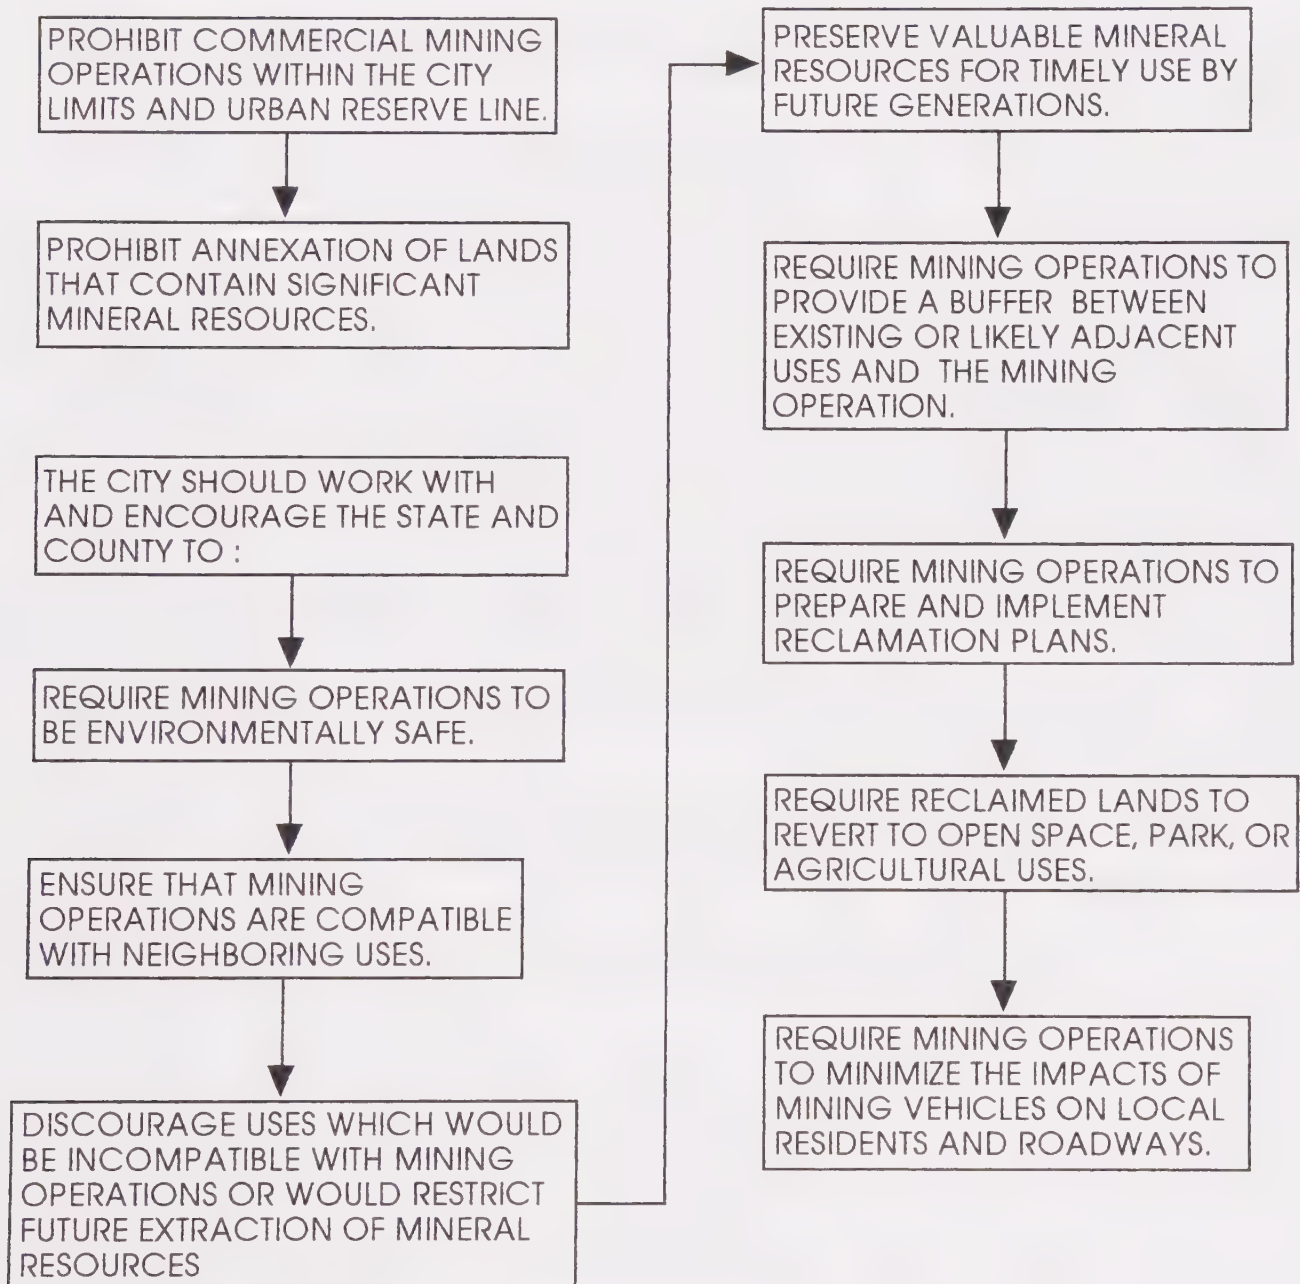 PROHIBIT COMMERCIAL MINING
OPERATIONS WITHIN THE CITY
LIMITS AND URBAN RESERVE LINE.
PROHIBIT ANNEXATION OF LANDS
THAT CONTAIN SIGNIFICANT
MINERAL RESOURCES.
THE CITY SHOULD WORK WITH
AND ENCOURAGE THE STATE AND
COUNTY TO :
REQUIRE MINING OPERATIONS TO
BE ENVIRONMENTALLY SAFE.
ENSURE THAT MINING
OPERATIONS ARE COMPATIBLE
WITH NEIGHBORING USES.
DISCOURAGE USES WHICH WOULD
BE INCOMPATIBLE WITH MINING
OPERATIONS OR WOULD RESTRICT
FUTURE EXTRACTION OF MINERAL
RESOURCES
PRESERVE VALUABLE MINERAL
RESOURCES FOR TIMELY USE BY
FUTURE GENERATIONS.
REQUIRE MINING OPERATIONS TO
PROVIDE A BUFFER BETWEEN
EXISTING OR LIKELY ADJACENT
USES AND THE MINING
OPERATION.
REQUIRE MINING OPERATIONS TO
PREPARE AND IMPLEMENT
RECLAMATION PLANS.
REQUIRE RECLAIMED LANDS TO
REVERT TO OPEN SPACE, PARK, OR
AGRICULTURAL USES.
REQUIRE MINING OPERATIONS
TO MINIMIZE THE IMPACTS OF
MINING VEHICLES ON LOCAL
RESIDENTS AND ROADWAYS.